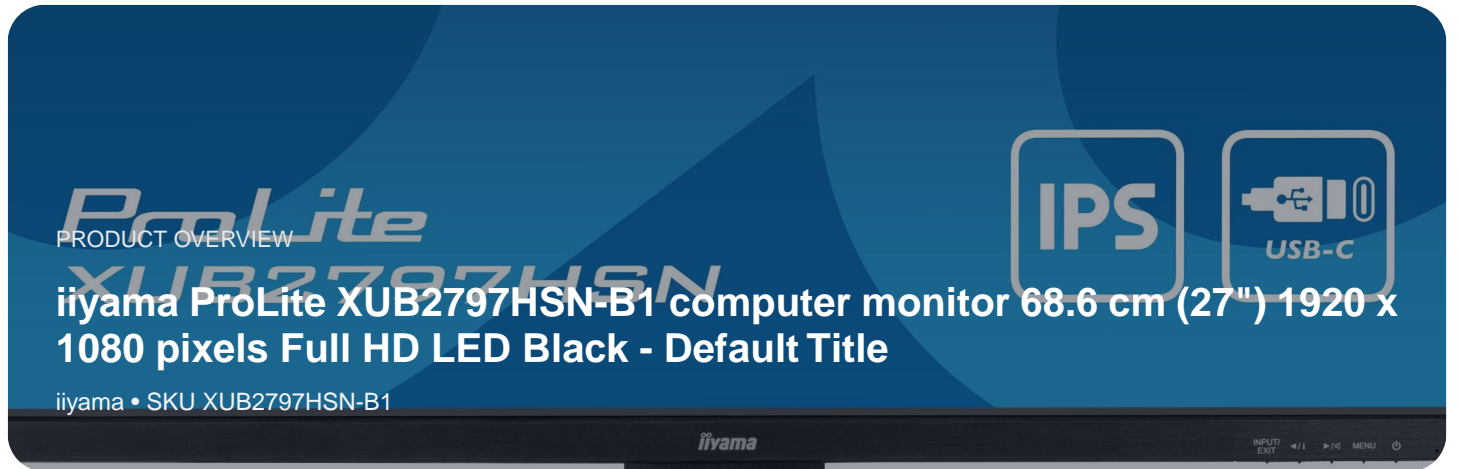 ProLite
PRODUCT OVERVIEW
XUB2797HSN
IPS
USB-C
iiyama ProLite XUB2797HSN-B1 computer monitor 68.6 cm (27") 1920 x
1080 pixels Full HD LED Black - Default Title
iiyama • SKU XUB2797HSN-B1
iiyama
INPUT/
EXIT
◄/i ►/ MENU